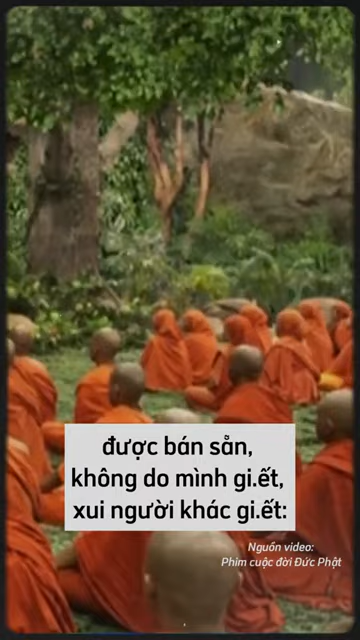 được bán sẵn,
không do mình gi.ết,
xui người khác gi.ết:
Nguồn video:
Phim cuộc đời Đức Phật